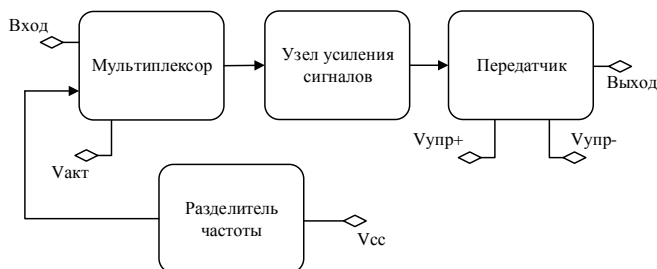 Вход
Мультиплексор
Узел усиления
сигналов
Передатчик
Выход
Vакт
Vупр+
Vупр-
Разделитель
частоты
Vcc